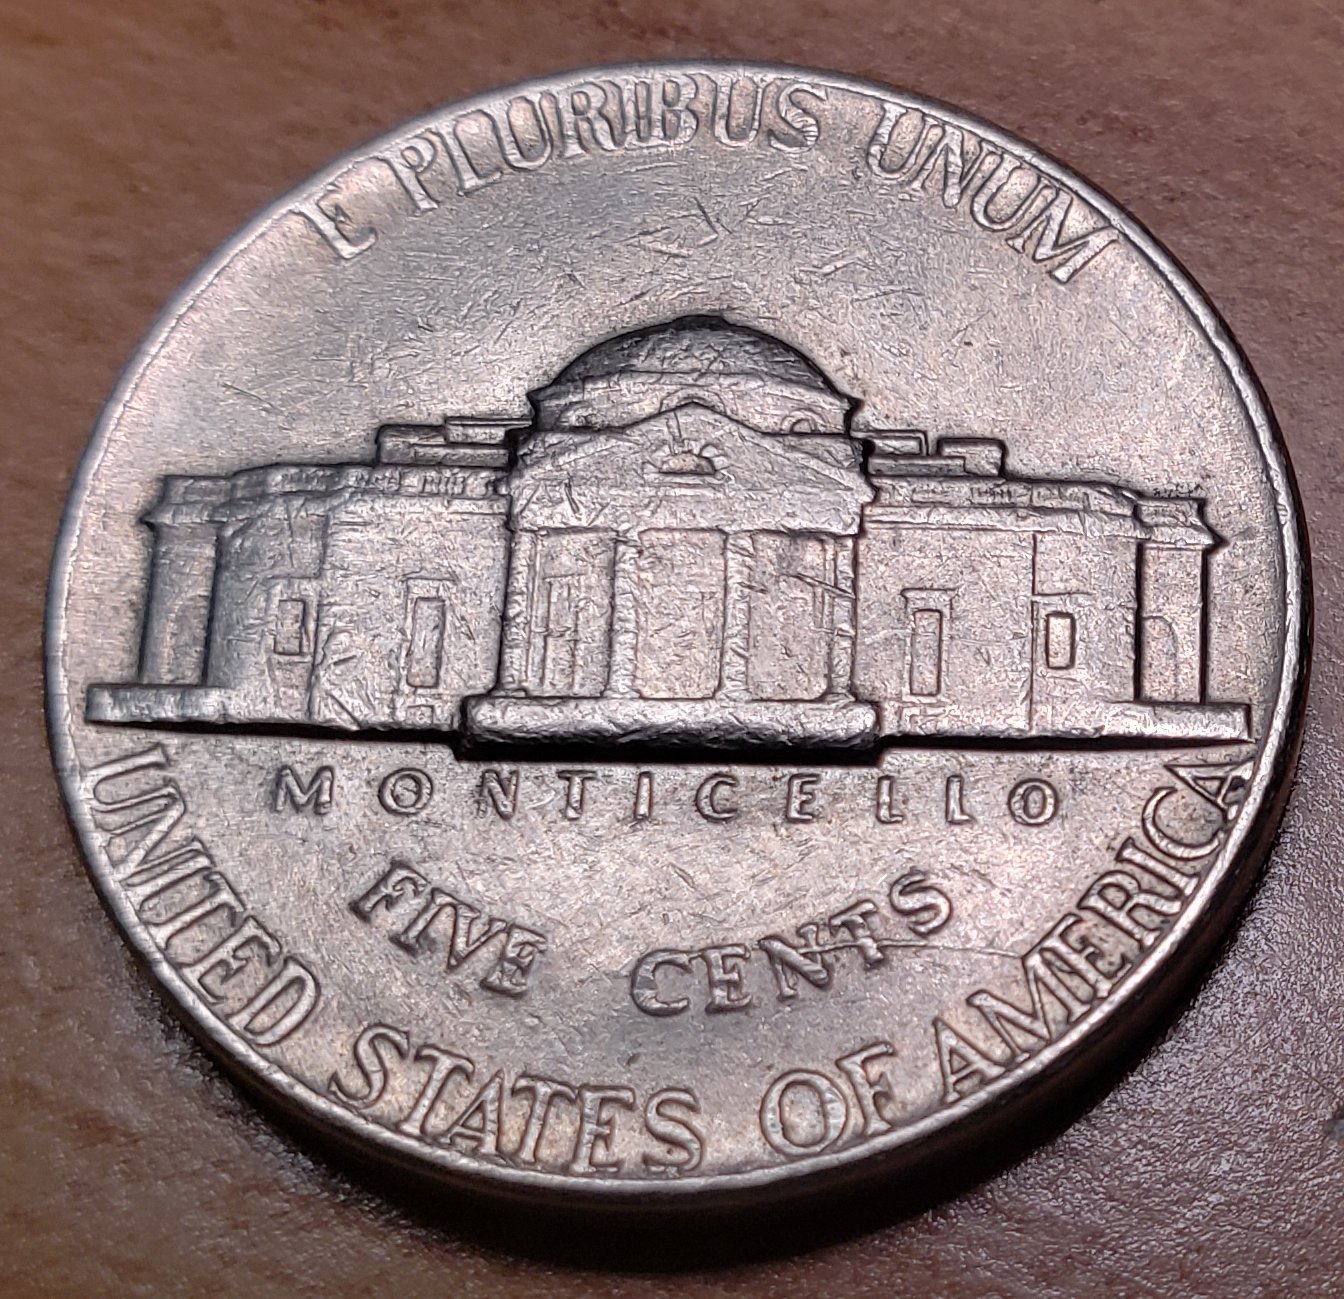 E PLURIBUS UNUM
MONTICELLO
FIVE CENTS
UNITED STATES OF AMERICA